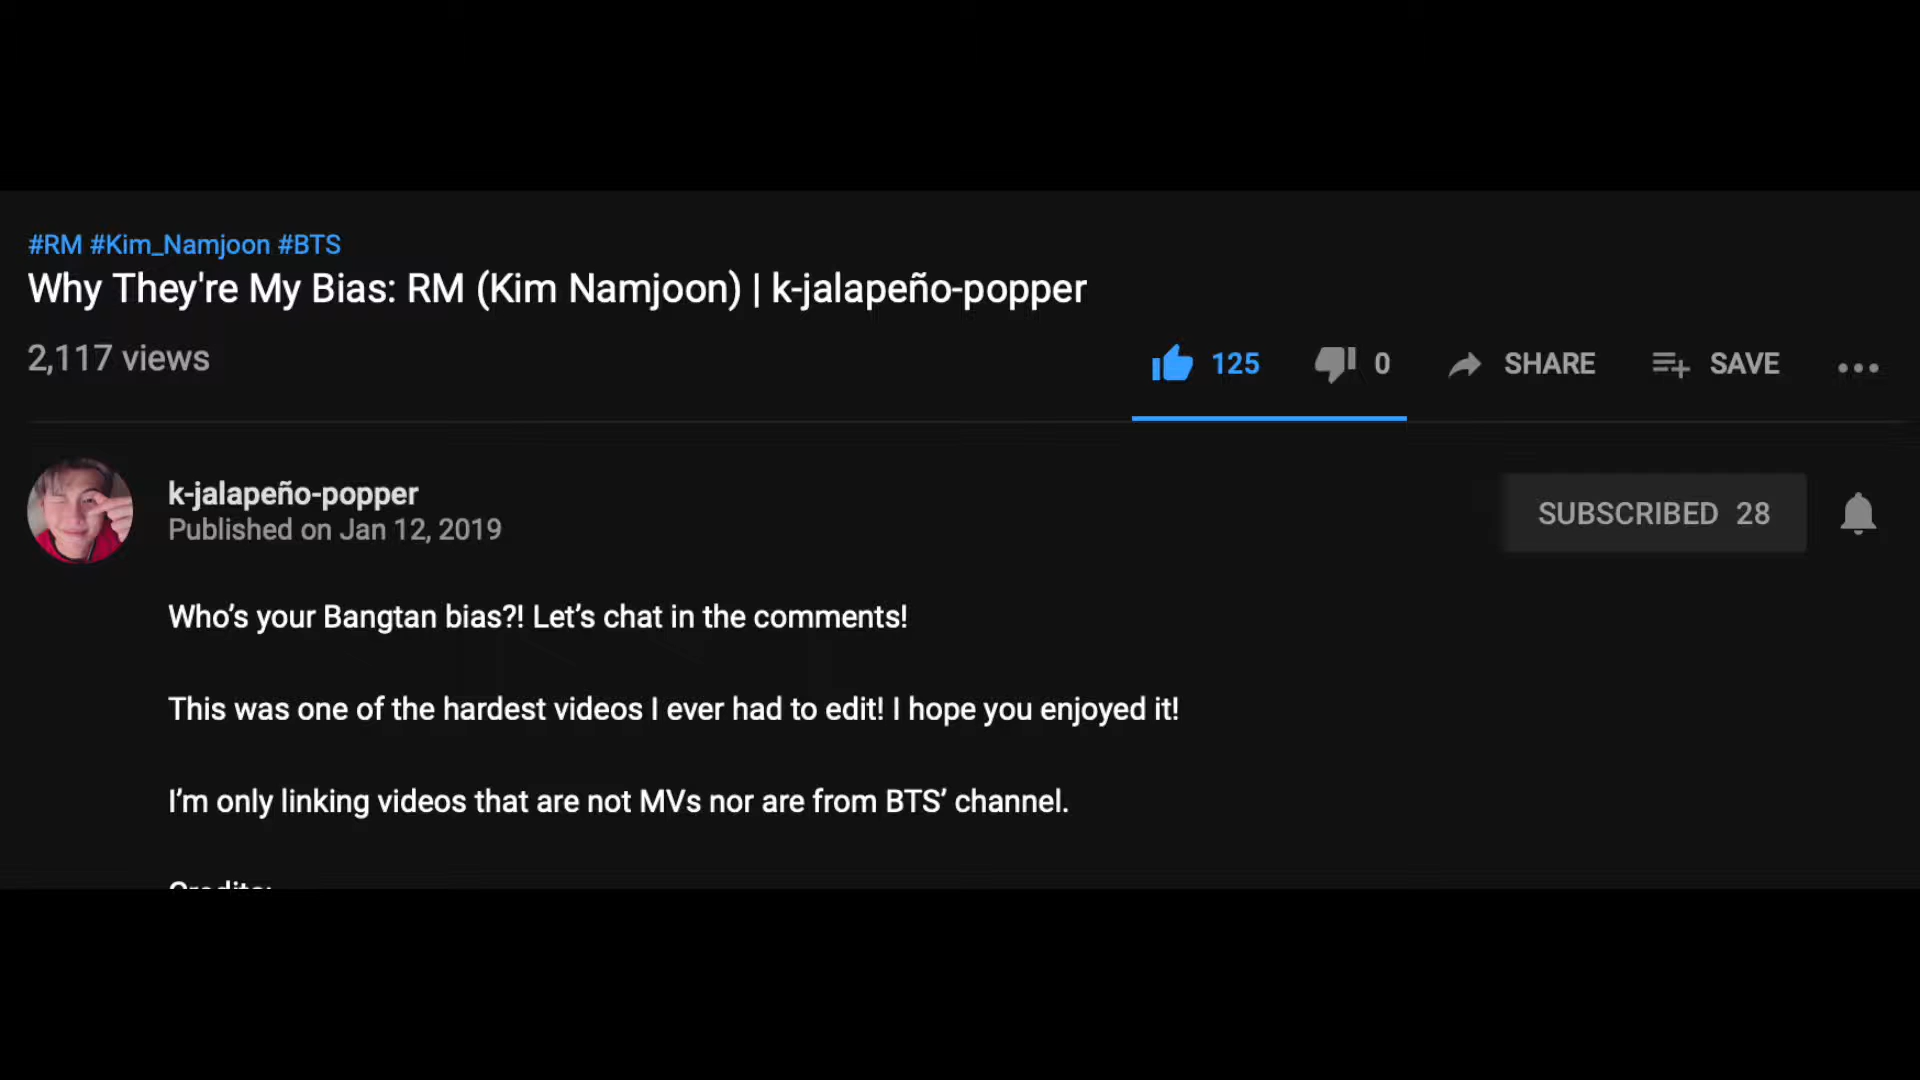 #RM #Kim_Namjoon #BTS
Why They're My Bias: RM (Kim Namjoon) | k-jalapeño-popper
2,117 views
125 0 SHARE SAVE
k-jalapeño-popper
Published on Jan 12, 2019
SUBSCRIBED 28
Who’s your Bangtan bias?! Let’s chat in the comments!
This was one of the hardest videos I ever had to edit! I hope you enjoyed it!
I’m only linking videos that are not MVs nor are from BTS’ channel.